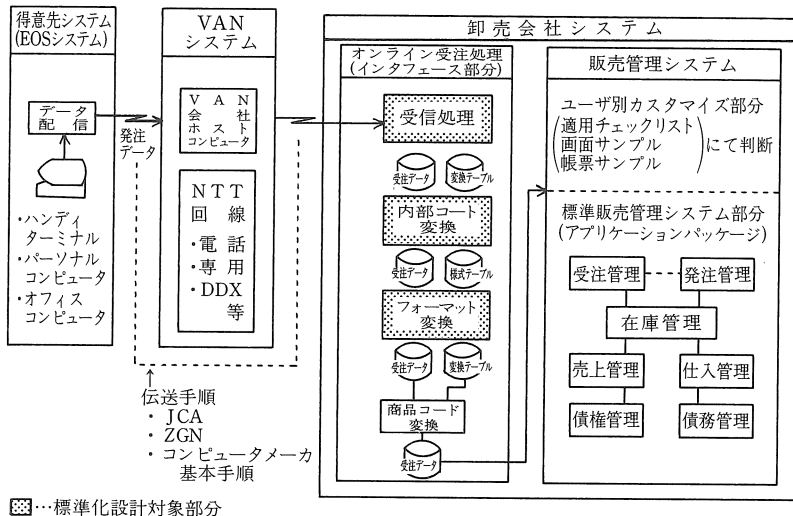 得意先システム
(EOSシステム)
データ
配信
・ハンディ
ターミナル
・パーソナル
コンピュータ
・オフィス
コンピュータ
発注
データ
VAN
システム
VAN
会社
ホスト
コンピュータ
NTT
回線
・電話
・専用
・DDX
等
伝送手順
・JCA
・ZGN
・コンピュータメーカ
基本手順
卸売会社システム
オンライン受注処理
(インタフェース部分)
受信処理
受注データ
変換テーブル
内部コート
変換
受注データ
様式テーブル
フォーマット
変換
受注データ
変換テーブル
商品コード
変換
受注データ
販売管理システム
ユーザ別カスタマイズ部分
(適用チェックリスト
画面サンプル
帳票サンプル)にて判断
標準販売管理システム部分
(アプリケーションパッケージ)
受注管理
発注管理
在庫管理
売上管理
仕入管理
債権管理
債務管理
…標準化設計対象部分